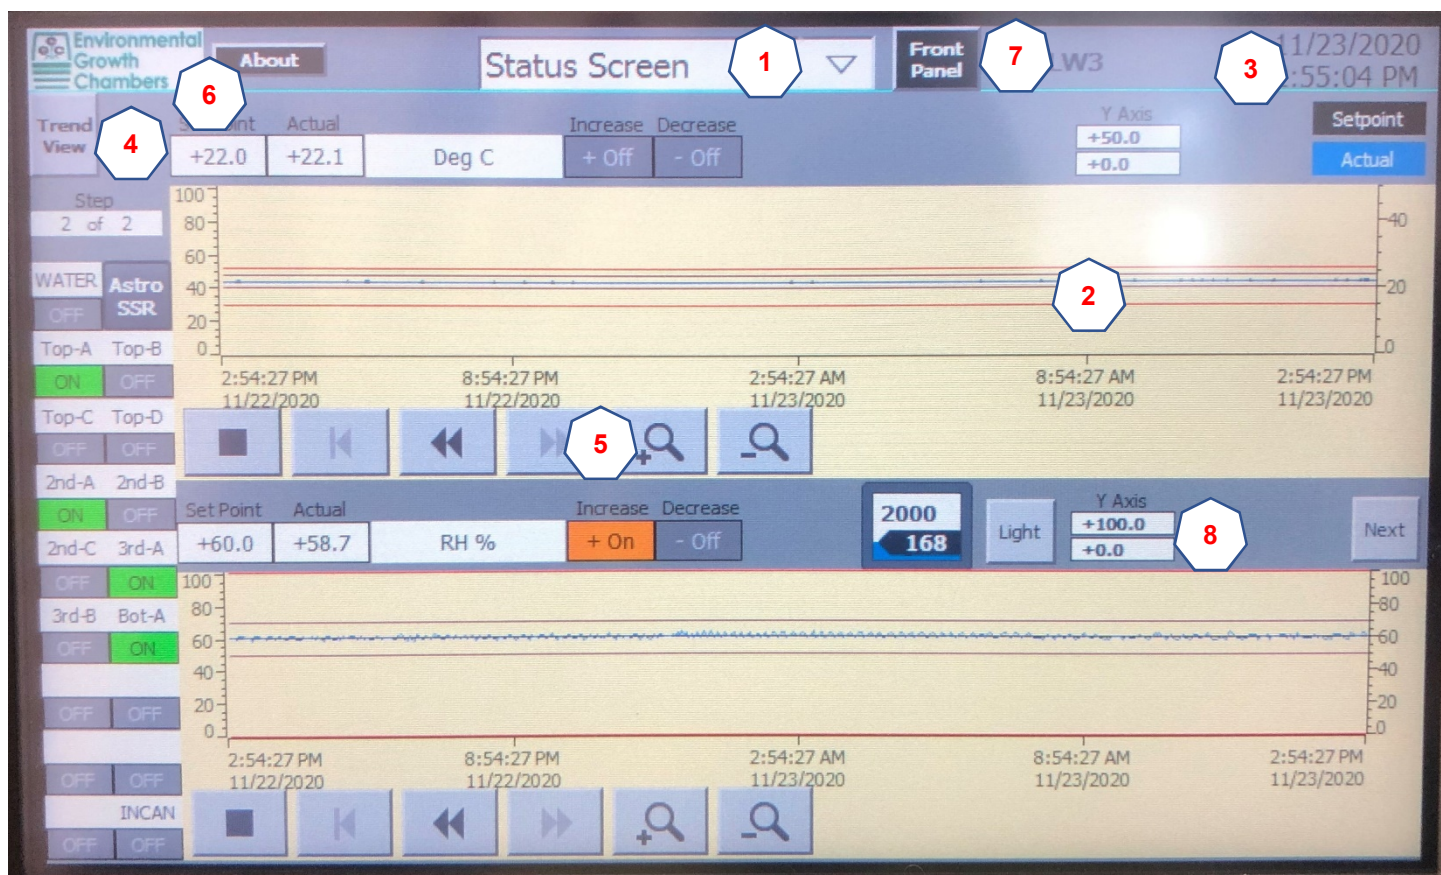 Environmental
Growth
Chambers
About
Status Screen
1
Front
Panel
7
LW3
3
11/23/2020
:55:04 PM
6
Trend
View
4
Actual
Increase Decrease
Y Axis
+50.0
+0.0
Setpoint
Actual
+22.0 +22.1 Deg C + Off - Off
Step
2 of 2
100
80
60
40
20
0
40
20
0
2
2:54:27 PM 8:54:27 PM 2:54:27 AM 8:54:27 AM 2:54:27 PM
11/22/2020 11/22/2020 11/23/2020 11/23/2020 11/23/2020
5
WATER Astro
OFF SSR
Top-A Top-B
ON OFF
Top-C Top-D
OFF OFF
2nd-A 2nd-B
ON OFF
2nd-C 3rd-A
OFF ON
3rd-B Bot-A
OFF ON
OFF OFF
OFF OFF
INCAN
OFF OFF
Set Point Actual Increase Decrease
+60.0 +58.7 RH % + On - Off
2000
168
Light
Y Axis
+100.0
+0.0
8
Next
100
80
60
40
20
0
100
80
60
40
20
0
2:54:27 PM 8:54:27 PM 2:54:27 AM 8:54:27 AM 2:54:27 PM
11/22/2020 11/22/2020 11/23/2020 11/23/2020 11/23/2020